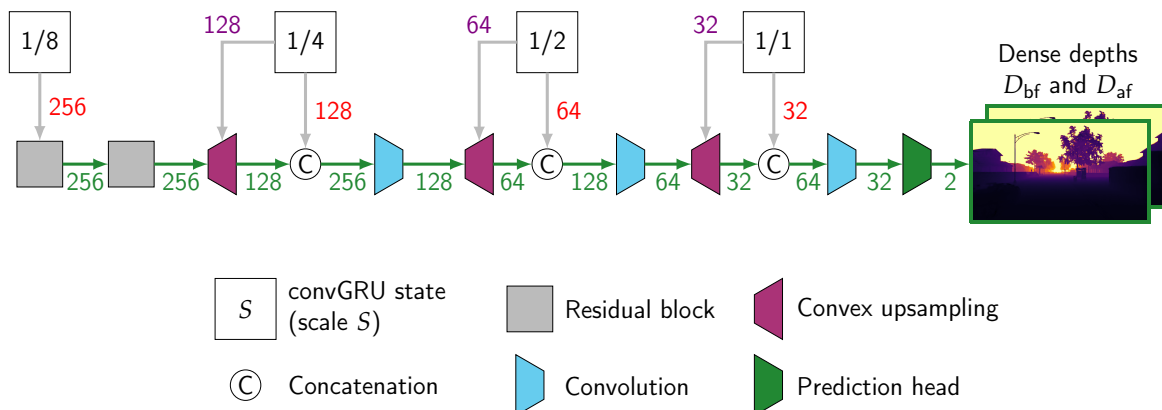 1/8
128
1/4
64
1/2
32
1/1
Dense depths
D_bf and D_af
256
128
64
32
C
C
C
256
256
128
256
128
64
128
64
32
64
32
2
S
convGRU state
(scale S)
Residual block
Convex upsampling
C
Concatenation
Convolution
Prediction head